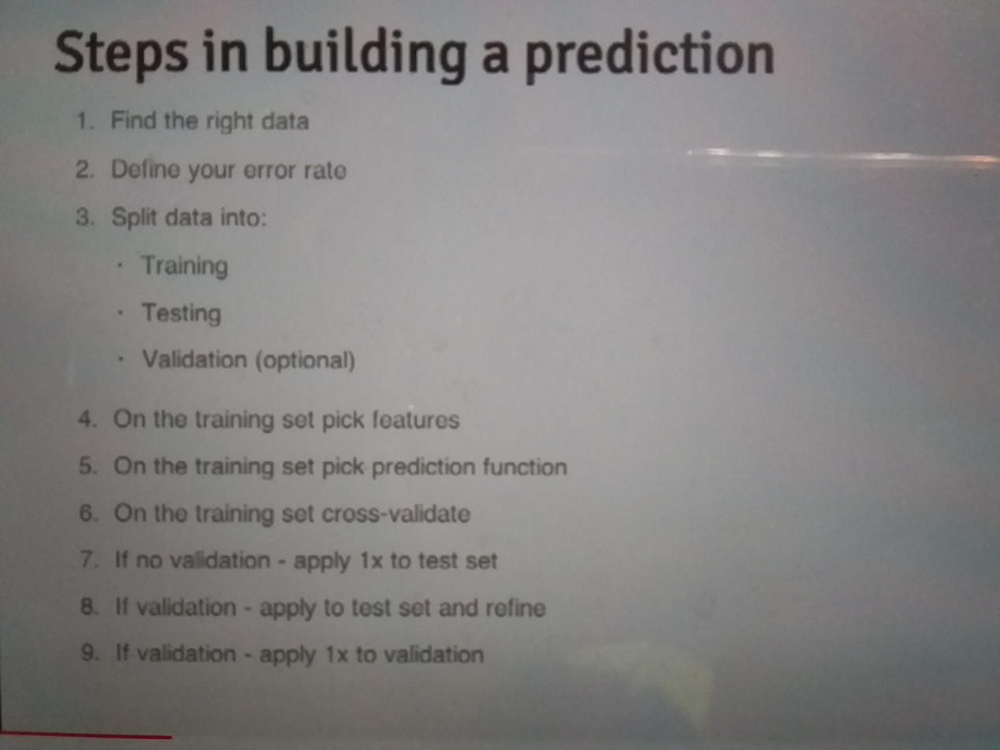 Steps in building a prediction
1. Find the right data
2. Define your error rate
3. Split data into:
· Training
· Testing
· Validation (optional)
4. On the training set pick features
5. On the training set pick prediction function
6. On the training set cross-validate
7. If no validation - apply 1x to test set
8. If validation - apply to test set and refine
9. If validation - apply 1x to validation